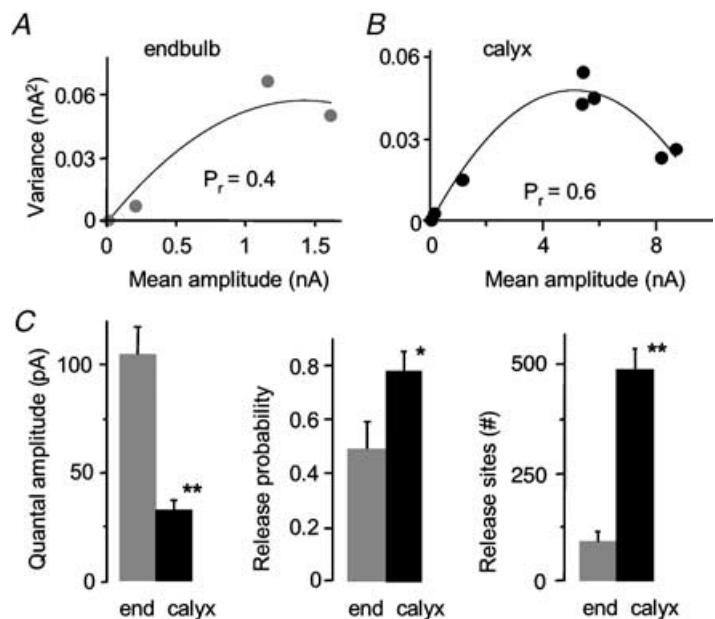 A
endbulb
Variance (nA²)
0.06
0.03
0
Pr = 0.4
0
0.5
1
1.5
Mean amplitude (nA)
B
calyx
0.06
0.03
0
Pr = 0.6
0
4
8
Mean amplitude (nA)
C
Quantal amplitude (pA)
100
50
0
**
end calyx
Release probability
0.8
0.6
0.4
0.2
0
*
end calyx
Release sites (#)
500
250
0
**
end calyx